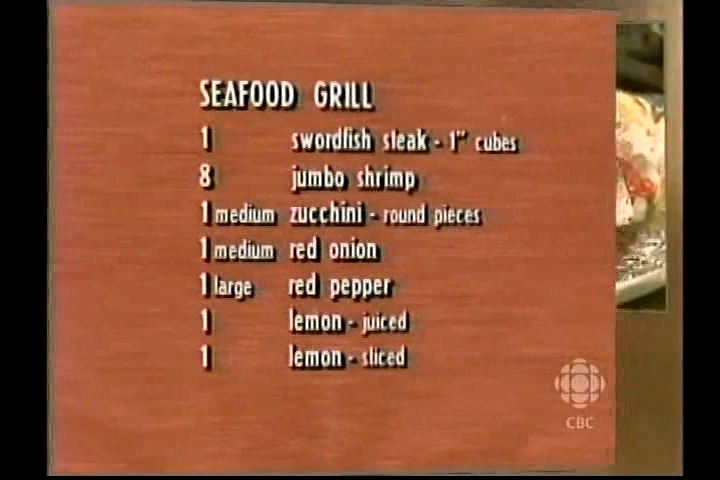 SEAFOOD GRILL
1 swordfish steak - 1" cubes
8 jumbo shrimp
1 medium zucchini - round pieces
1 medium red onion
1 large red pepper
1 lemon - juiced
1 lemon - sliced
CBC